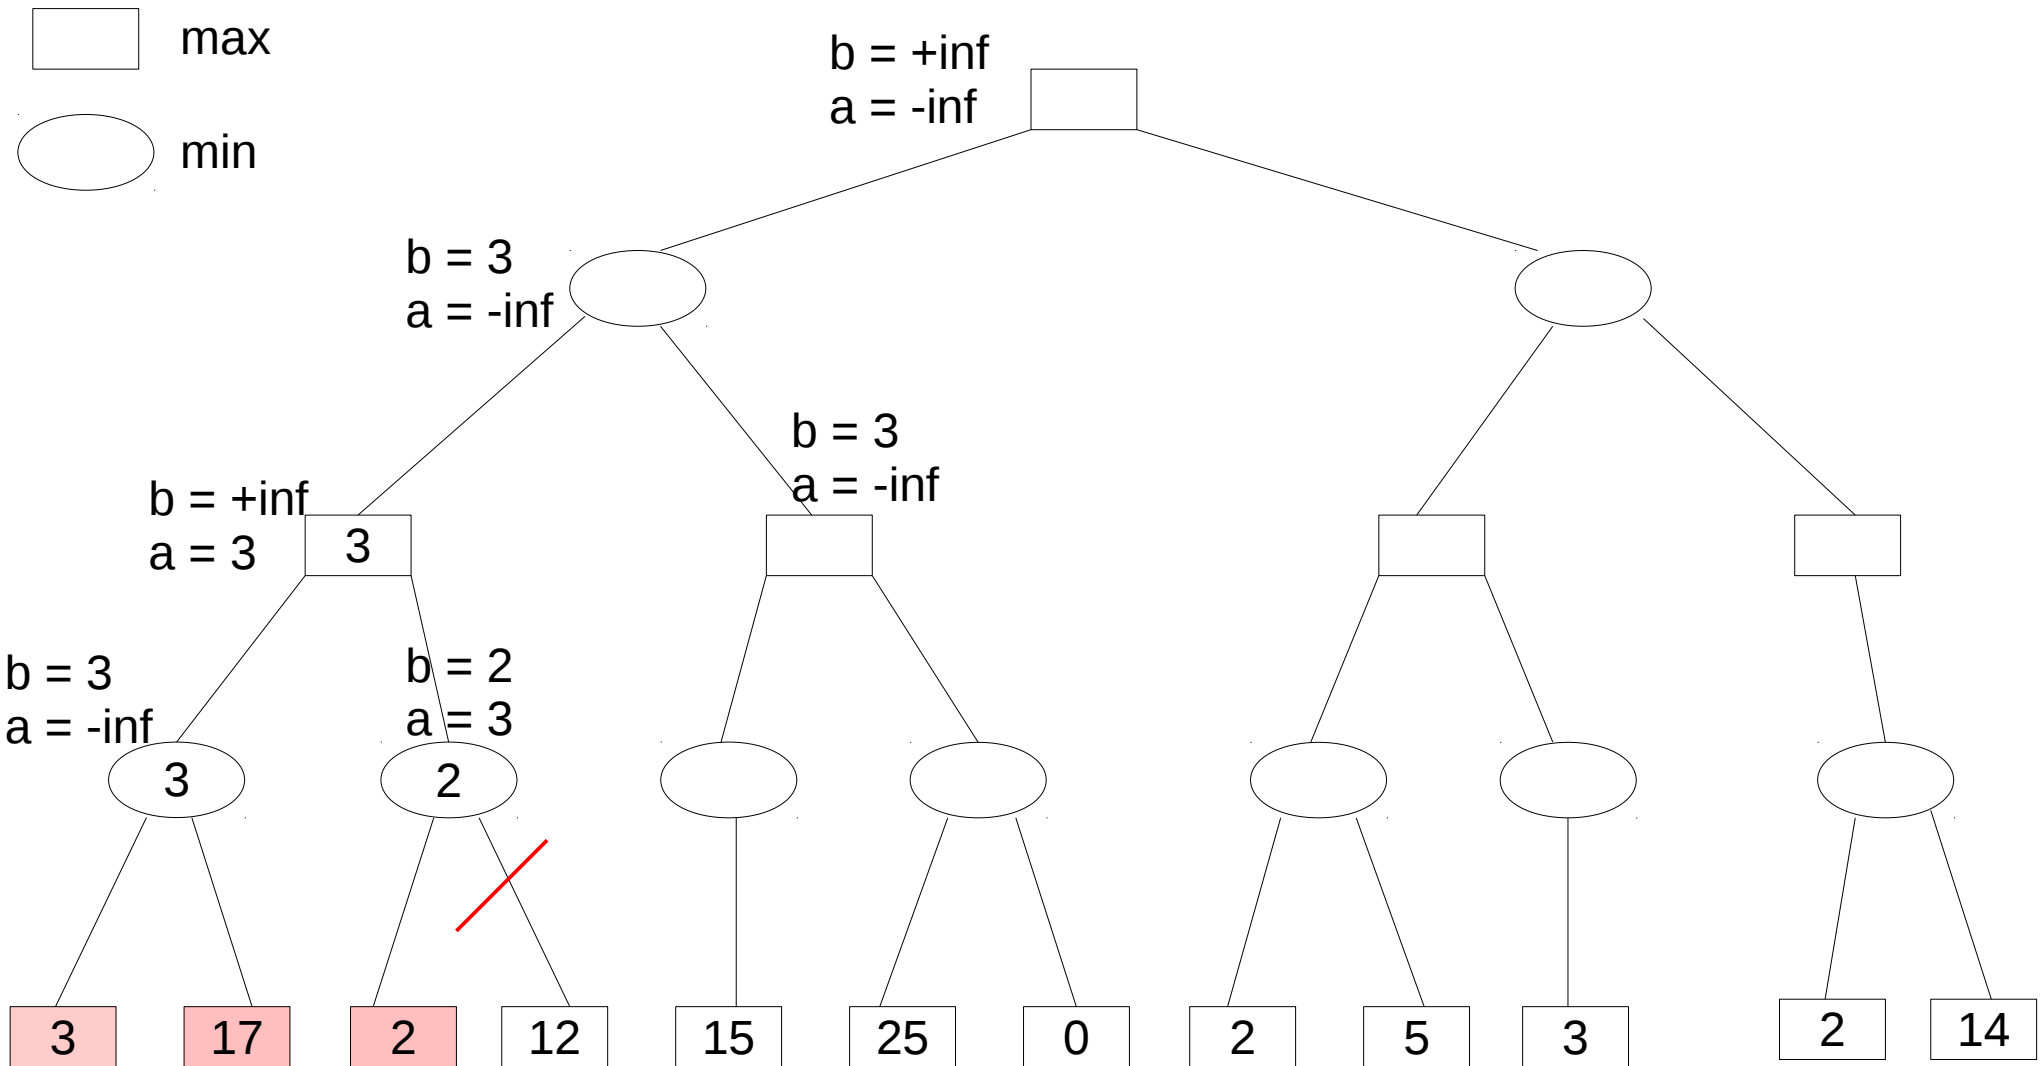 max
b = +inf
a = -inf
min
b = 3
a = -inf
b = 3
a = -inf
b = +inf
a = 3
3
b = 3
a = -inf
b = 2
a = 3
3
2
3
17
2
12
15
25
0
2
5
3
2
14